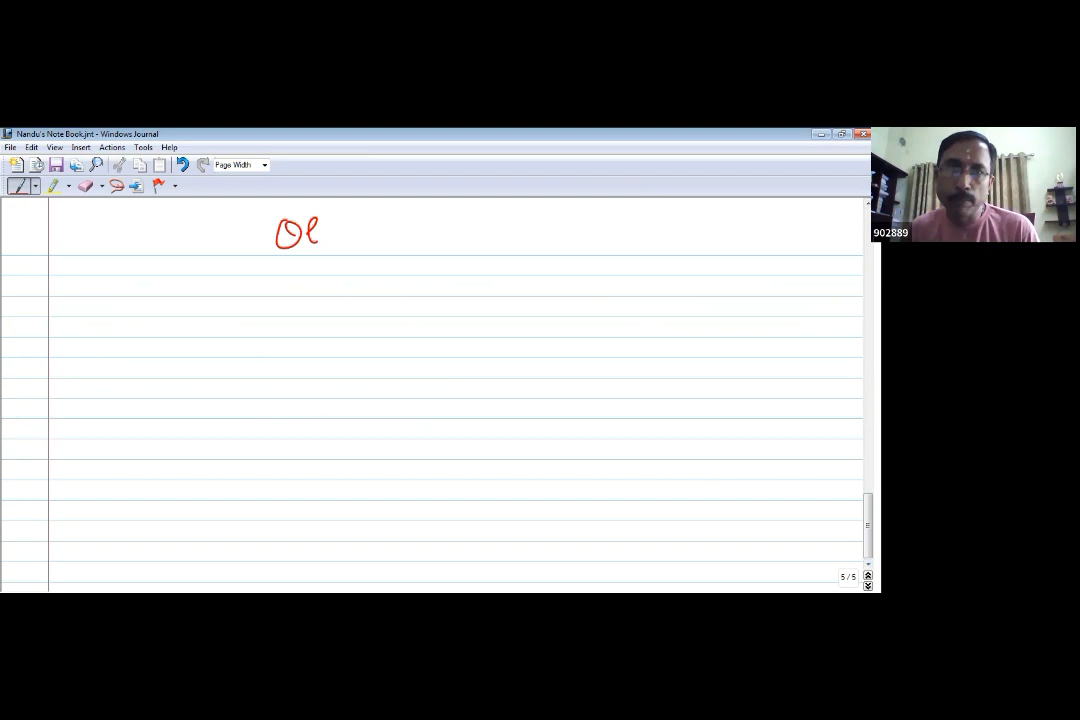 Nandu's Note Book.jnt - Windows Journal
File Edit View Insert Actions Tools Help
Page Width
Ol
902889
5 / 5